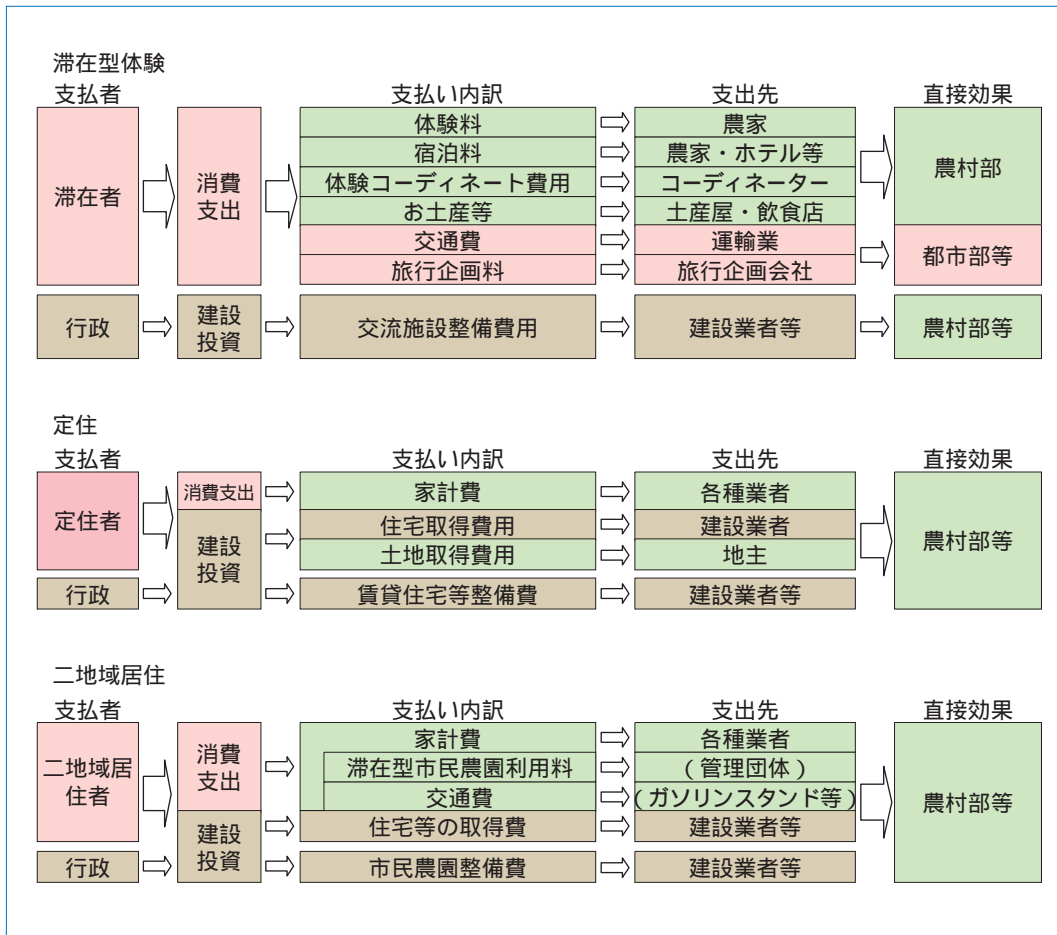 滞在型体験
支払者 支払い内訳 支出先 直接効果
滞在者
消費
支出
体験料 農家
宿泊料 農家・ホテル等
体験コーディネート費用 コーディネーター
お土産等 土産屋・飲食店
交通費 運輸業
旅行企画料 旅行企画会社
農村部
都市部等
行政
建設
投資
交流施設整備費用 建設業者等 農村部等
定住
支払者 支払い内訳 支出先 直接効果
定住者
消費支出 家計費 各種業者
建設
投資
住宅取得費用 建設業者
土地取得費用 地主
農村部等
行政 賃貸住宅等整備費 建設業者等
二地域居住
支払者 支払い内訳 支出先 直接効果
二地域居
住者
消費
支出
家計費 各種業者
滞在型市民農園利用料 (管理団体)
交通費 (ガソリンスタンド等)
農村部等
建設
投資
住宅等の取得費 建設業者等
行政 市民農園整備費 建設業者等